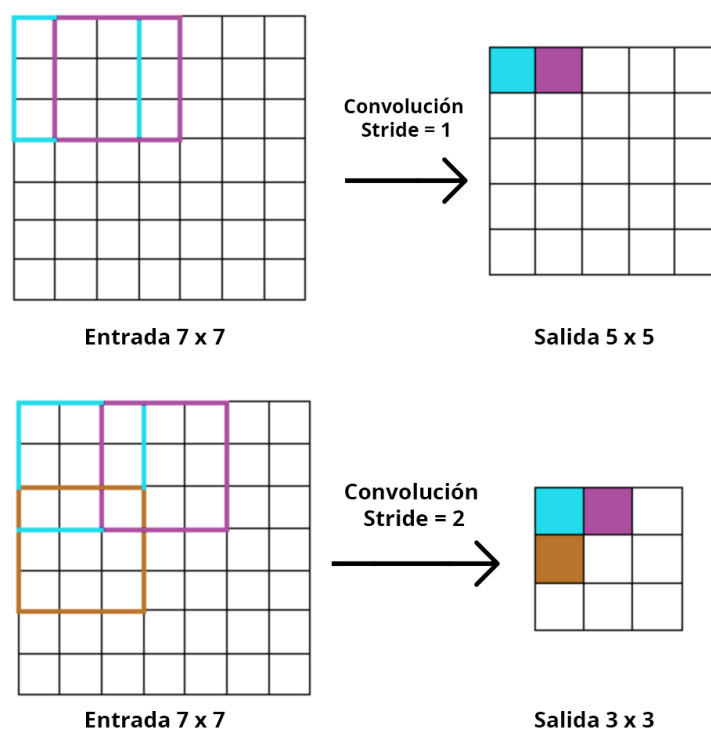 Convolución
Stride = 1
Entrada 7 x 7
Salida 5 x 5
Convolución
Stride = 2
Entrada 7 x 7
Salida 3 x 3